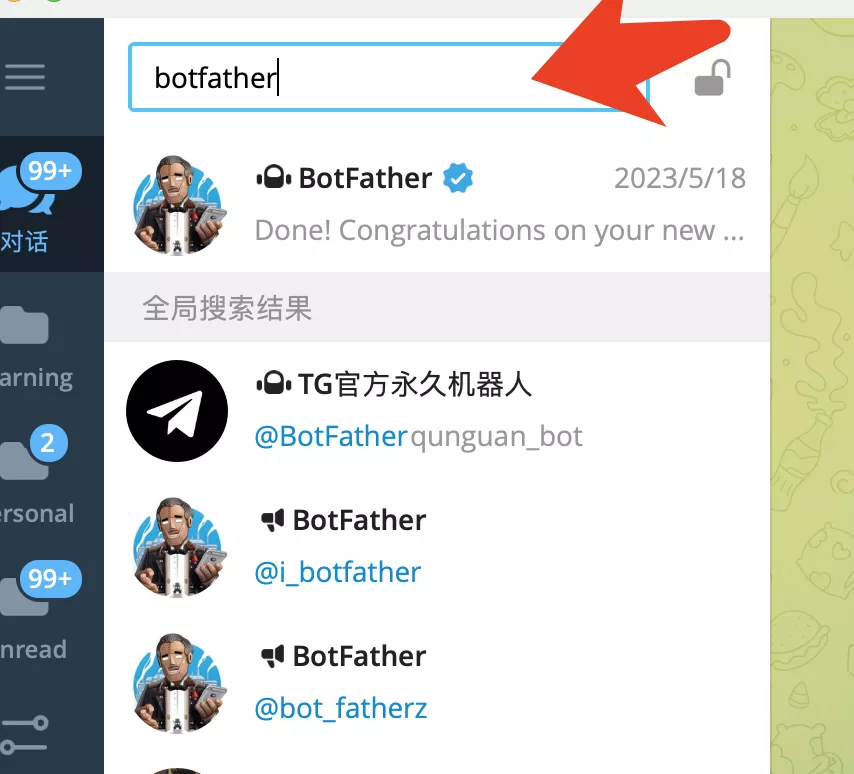 botfather
99+
BotFather
2023/5/18
Done! Congratulations on your new ...
对话
全局搜索结果
TG官方永久机器人
arning
@BotFatherqunguan_bot
2
BotFather
ersonal
@i_botfather
99+
BotFather
nread
@bot_fatherz